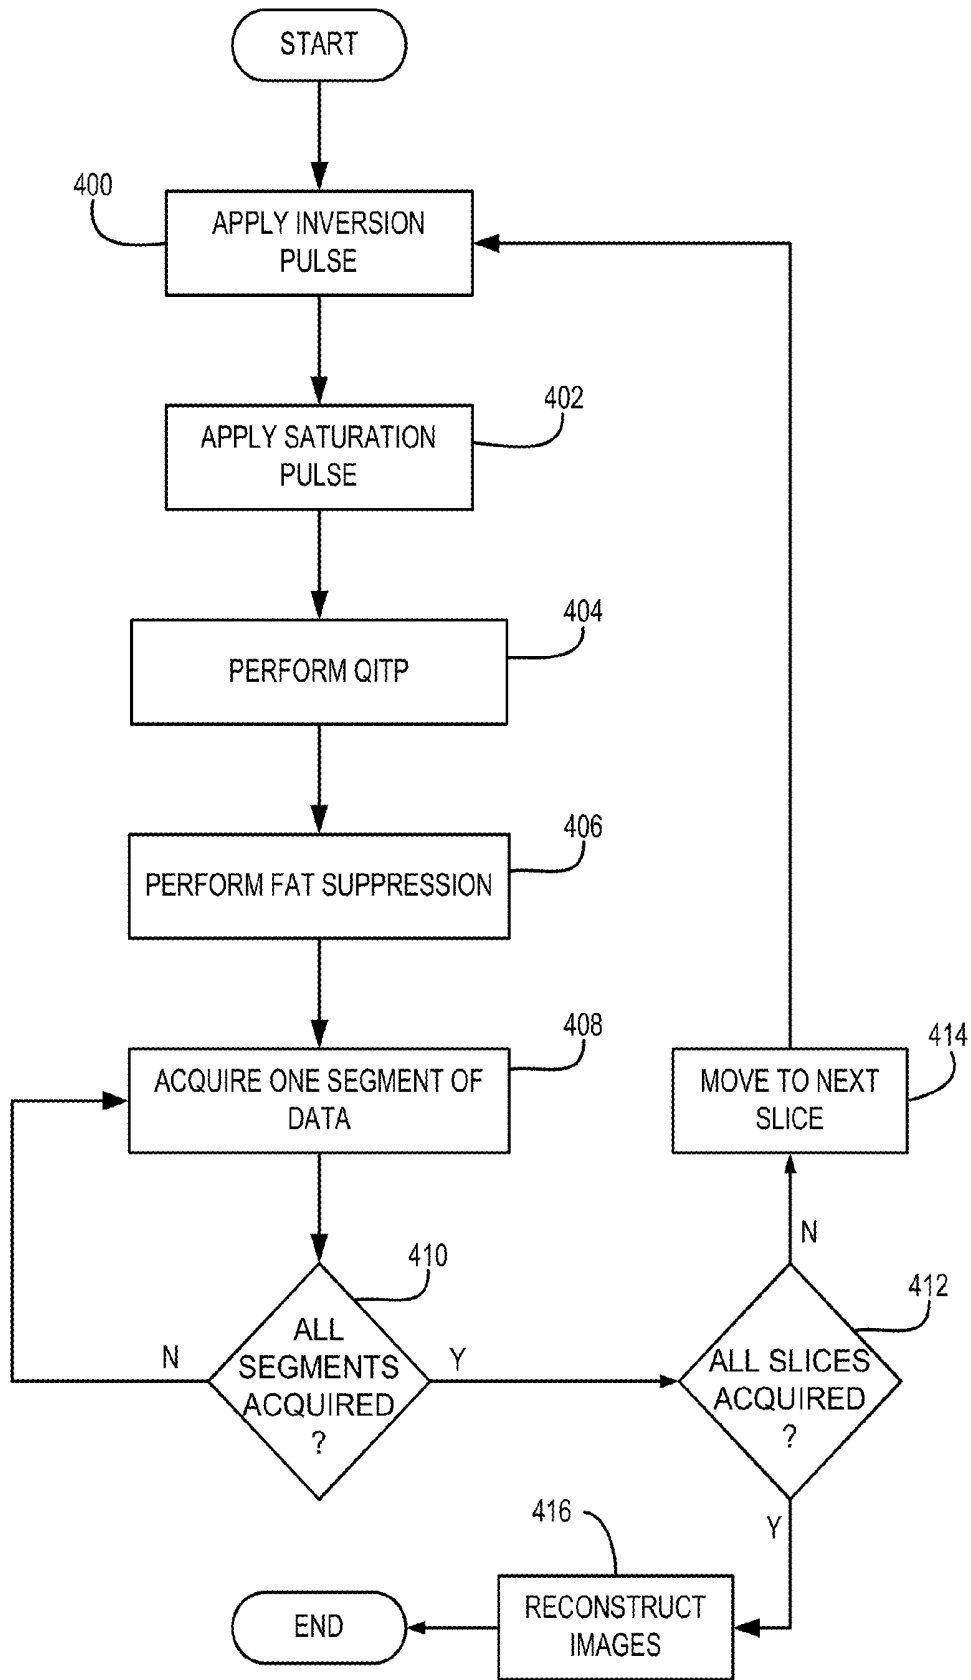 START
400
APPLY INVERSION
PULSE
402
APPLY SATURATION
PULSE
404
PERFORM QITP
406
PERFORM FAT SUPPRESSION
408
ACQUIRE ONE SEGMENT OF
DATA
414
MOVE TO NEXT
SLICE
410
ALL
SEGMENTS
ACQUIRED
?
N
Y
N
412
ALL SLICES
ACQUIRED
?
Y
416
RECONSTRUCT
IMAGES
END